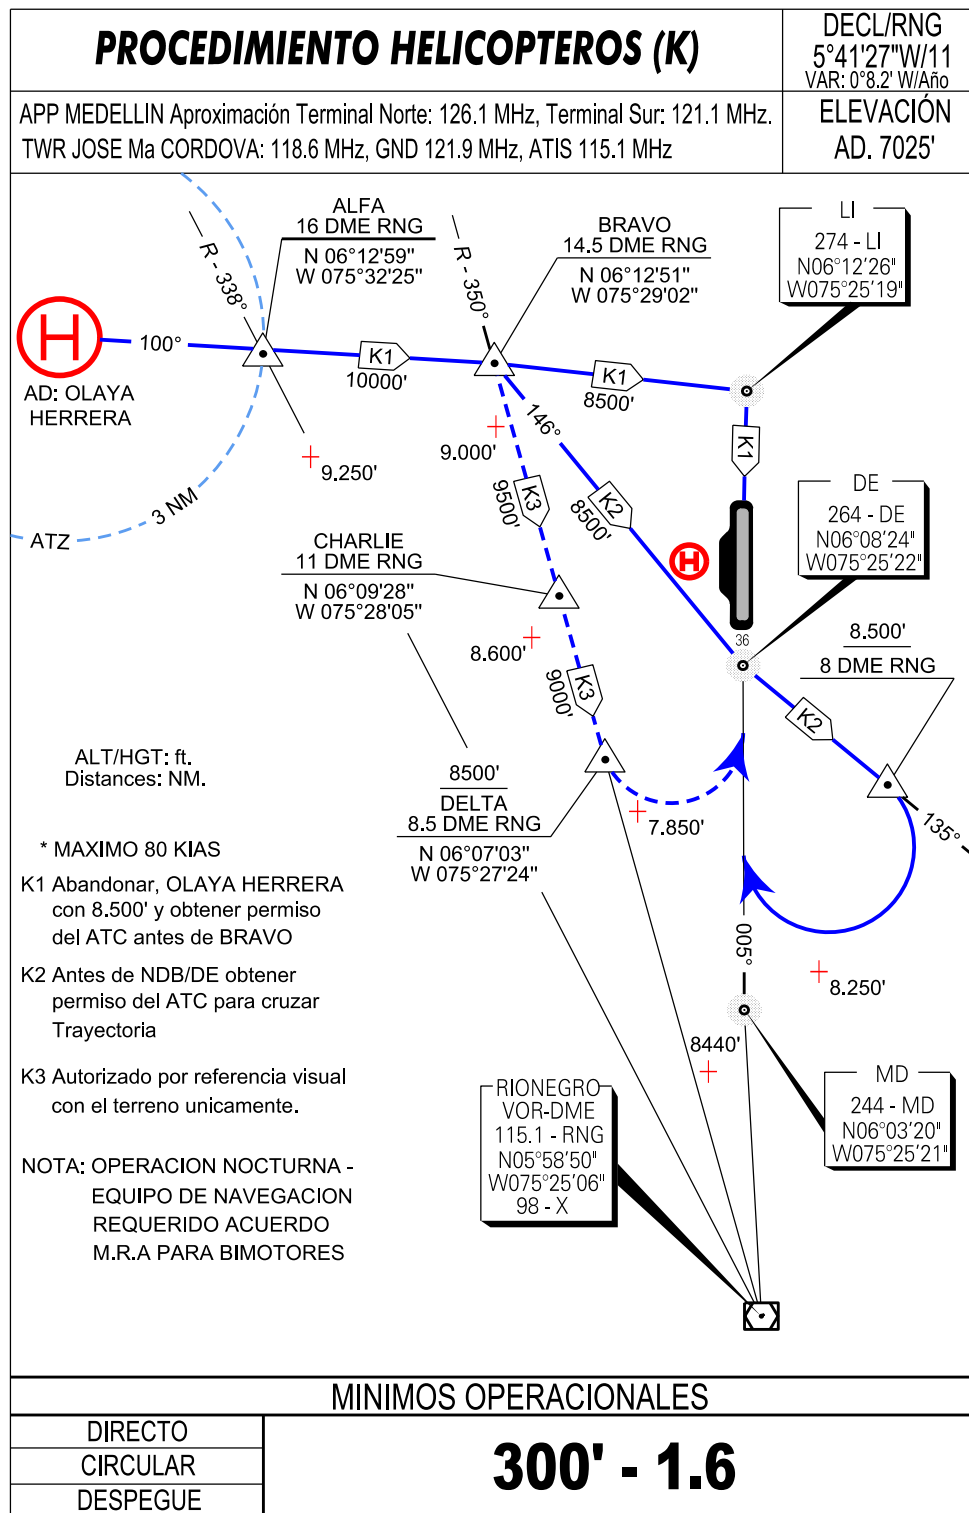 PROCEDIMIENTO HELICOPTEROS (K)
DECL/RNG
5°41'27"W/11
VAR: 0°8.2' W/Año
APP MEDELLIN Aproximación Terminal Norte: 126.1 MHz, Terminal Sur: 121.1 MHz.
TWR JOSE Ma CORDOVA: 118.6 MHz, GND 121.9 MHz, ATIS 115.1 MHz
ELEVACIÓN
AD. 7025'
ALFA
16 DME RNG
N 06°12'59"
W 075°32'25"
BRAVO
14.5 DME RNG
N 06°12'51"
W 075°29'02"
LI
274 - LI
N06°12'26"
W075°25'19"
R - 338°
R - 350°
H
AD: OLAYA
HERRERA
100°
K1
10000'
K1
8500'
K1
9.250'
9.000'
146°
K3
9500'
K2
8500'
3 NM
ATZ
DE
264 - DE
N06°08'24"
W075°25'22"
H
36
CHARLIE
11 DME RNG
N 06°09'28"
W 075°28'05"
8.600'
K3
9000'
8.500'
8 DME RNG
K2
135°
ALT/HGT: ft.
Distances: NM.
8500'
DELTA
8.5 DME RNG
N 06°07'03"
W 075°27'24"
7.850'
005°
8.250'
8440'
* MAXIMO 80 KIAS
K1 Abandonar, OLAYA HERRERA
con 8.500' y obtener permiso
del ATC antes de BRAVO
K2 Antes de NDB/DE obtener
permiso del ATC para cruzar
Trayectoria
K3 Autorizado por referencia visual
con el terreno unicamente.
NOTA: OPERACION NOCTURNA -
EQUIPO DE NAVEGACION
REQUERIDO ACUERDO
M.R.A PARA BIMOTORES
RIONEGRO
VOR-DME
115.1 - RNG
N05°58'50"
W075°25'06"
98 - X
MD
244 - MD
N06°03'20"
W075°25'21"
MINIMOS OPERACIONALES
DIRECTO
CIRCULAR
DESPEGUE
300' - 1.6